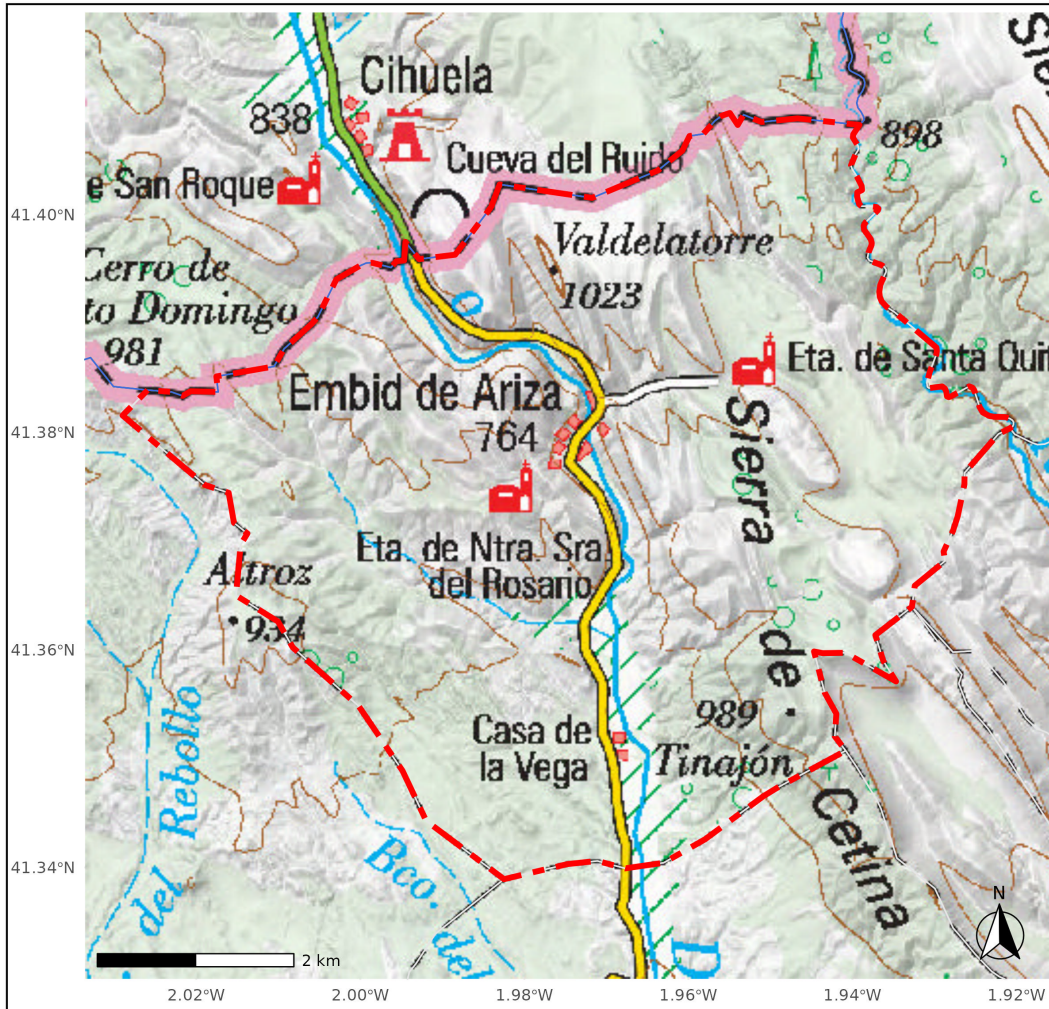 Cihuela
838
Cueva del Ruido
898
e San Roque
41.40°N
Valdelatorre
Cerro de
to Domingo
1023
981
Eta. de Santa Quit
Embid de Ariza
41.38°N
764
Sierra
Eta. de Ntra. Sra.
del Rosario
Altroz
934
41.36°N
de
989
Casa de
la Vega
Tinajón
Rebollo
del
Cetina
41.34°N
Bco. del
D
N
2 km
2.02°W
2.00°W
1.98°W
1.96°W
1.94°W
1.92°W